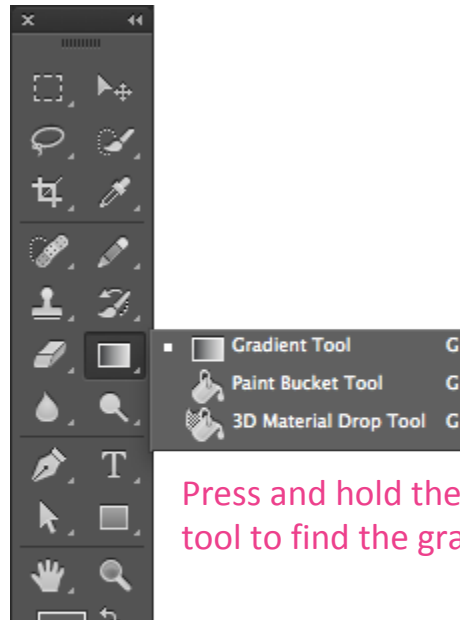 Gradient Tool G
Paint Bucket Tool G
3D Material Drop Tool G
Press and hold the
tool to find the gra